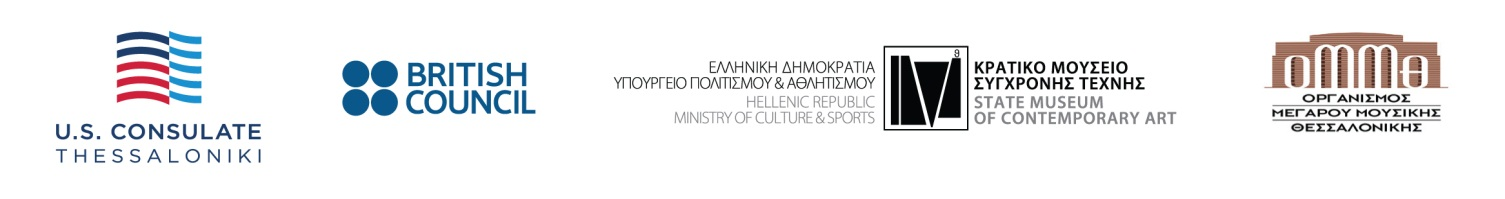 U.S. CONSULATE
THESSALONIKI
BRITISH
COUNCIL
ΕΛΛΗΝΙΚΗ ΔΗΜΟΚΡΑΤΙΑ
ΥΠΟΥΡΓΕΙΟ ΠΟΛΙΤΙΣΜΟΥ & ΑΘΛΗΤΙΣΜΟΥ
HELLENIC REPUBLIC
MINISTRY OF CULTURE & SPORTS
ΚΡΑΤΙΚΟ ΜΟΥΣΕΙΟ
ΣΥΓΧΡΟΝΗΣ ΤΕΧΝΗΣ
STATE MUSEUM
OF CONTEMPORARY ART
ΟΜΜΘ
ΟΡΓΑΝΙΣΜΟΣ
ΜΕΓΑΡΟΥ ΜΟΥΣΙΚΗΣ
ΘΕΣΣΑΛΟΝΙΚΗΣ